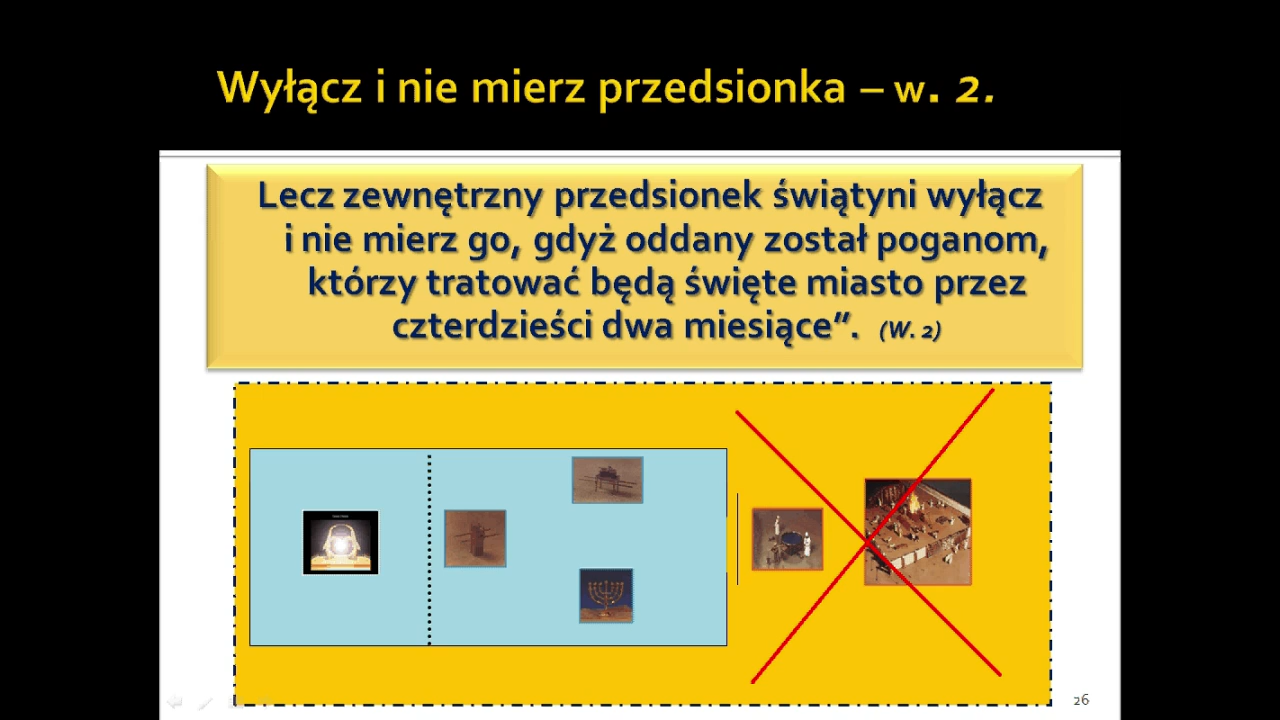 Wyłącz i nie mierz przedsionka – w. 2.
Lecz zewnętrzny przedsionek świątyni wyłącz
i nie mierz go, gdyż oddany został poganom,
którzy tratować będą święte miasto przez
czterdzieści dwa miesiące”. (W. 2)
26